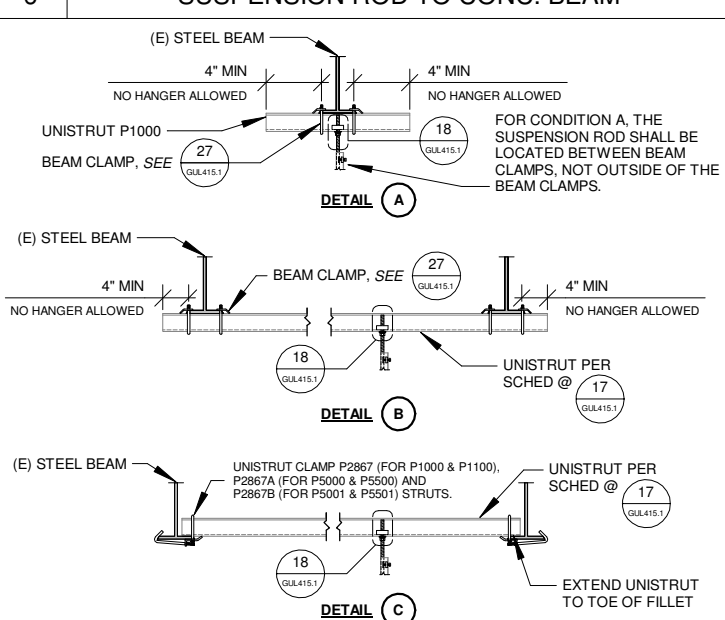 SUSPENSION ROD TO CONC. BEAM
(E) STEEL BEAM
4" MIN
NO HANGER ALLOWED
4" MIN
NO HANGER ALLOWED
UNISTRUT P1000
BEAM CLAMP, SEE
27
GUL415.1
18
GUL415.1
FOR CONDITION A, THE
SUSPENSION ROD SHALL BE
LOCATED BETWEEN BEAM
CLAMPS, NOT OUTSIDE OF THE
BEAM CLAMPS.
DETAIL A
(E) STEEL BEAM
4" MIN
NO HANGER ALLOWED
BEAM CLAMP, SEE
27
GUL415.1
4" MIN
NO HANGER ALLOWED
18
GUL415.1
UNISTRUT PER
SCHED @
17
GUL415.1
DETAIL B
(E) STEEL BEAM
UNISTRUT CLAMP P2867 (FOR P1000 & P1100),
P2867A (FOR P5000 & P5500) AND
P2867B (FOR P5001 & P5501) STRUTS.
UNISTRUT PER
SCHED @
17
GUL415.1
18
GUL415.1
EXTEND UNISTRUT
TO TOE OF FILLET
DETAIL C